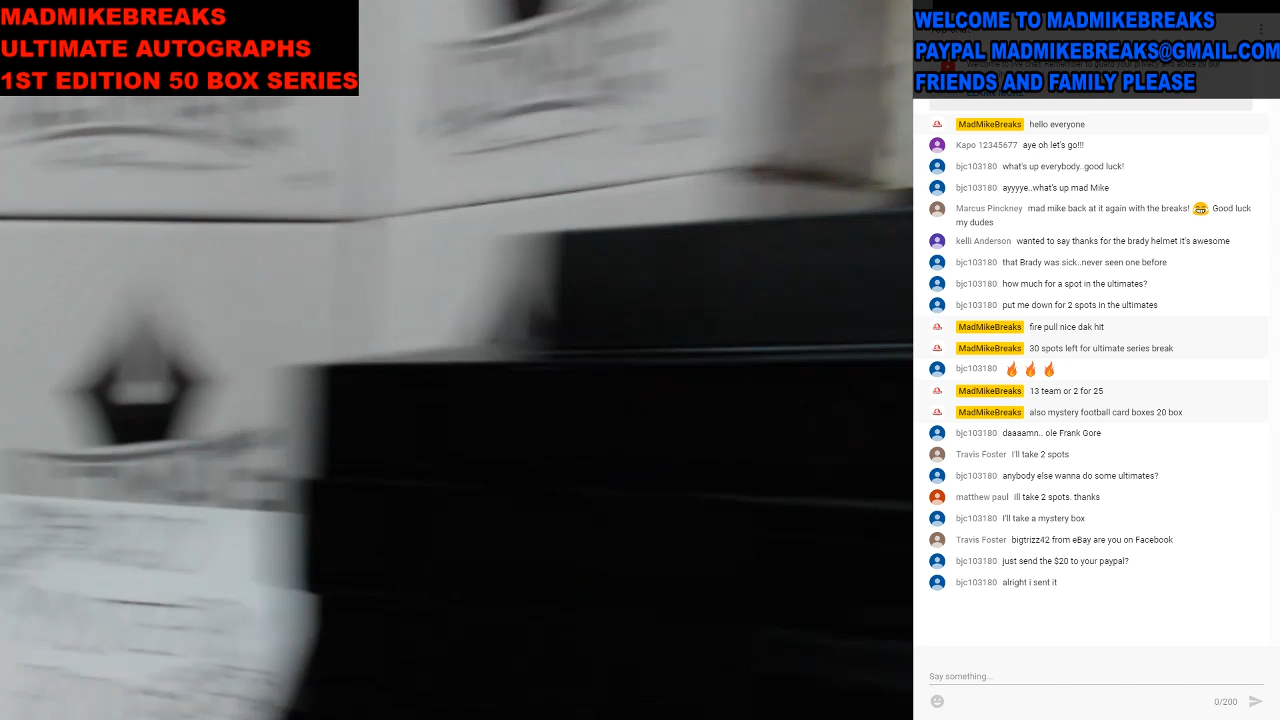 MADMIKEBREAKS
ULTIMATE AUTOGRAPHS
1ST EDITION 50 BOX SERIES
WELCOME TO MADMIKEBREAKS
PAYPAL MADMIKEBREAKS@GMAIL.COM
FRIENDS AND FAMILY PLEASE
MadMikeBreaks hello everyone
Kapo 12345677 aye oh let's go!!!
bjc103180 what's up everybody..good luck!
bjc103180 ayyyye..what's up mad Mike
Marcus Pinckney mad mike back at it again with the breaks! 😂 Good luck
my dudes
kelli Anderson wanted to say thanks for the brady helmet it's awesome
bjc103180 that Brady was sick..never seen one before
bjc103180 how much for a spot in the ultimates?
bjc103180 put me down for 2 spots in the ultimates
MadMikeBreaks fire pull nice dak hit
MadMikeBreaks 30 spots left for ultimate series break
bjc103180 🔥 🔥 🔥
MadMikeBreaks 13 team or 2 for 25
MadMikeBreaks also mystery football card boxes 20 box
bjc103180 daaaamn.. ole Frank Gore
Travis Foster I'll take 2 spots
bjc103180 anybody else wanna do some ultimates?
matthew paul ill take 2 spots. thanks
bjc103180 I'll take a mystery box
Travis Foster bigtrizz42 from eBay are you on Facebook
bjc103180 just send the $20 to your paypal?
bjc103180 alright i sent it
Say something...
0/200